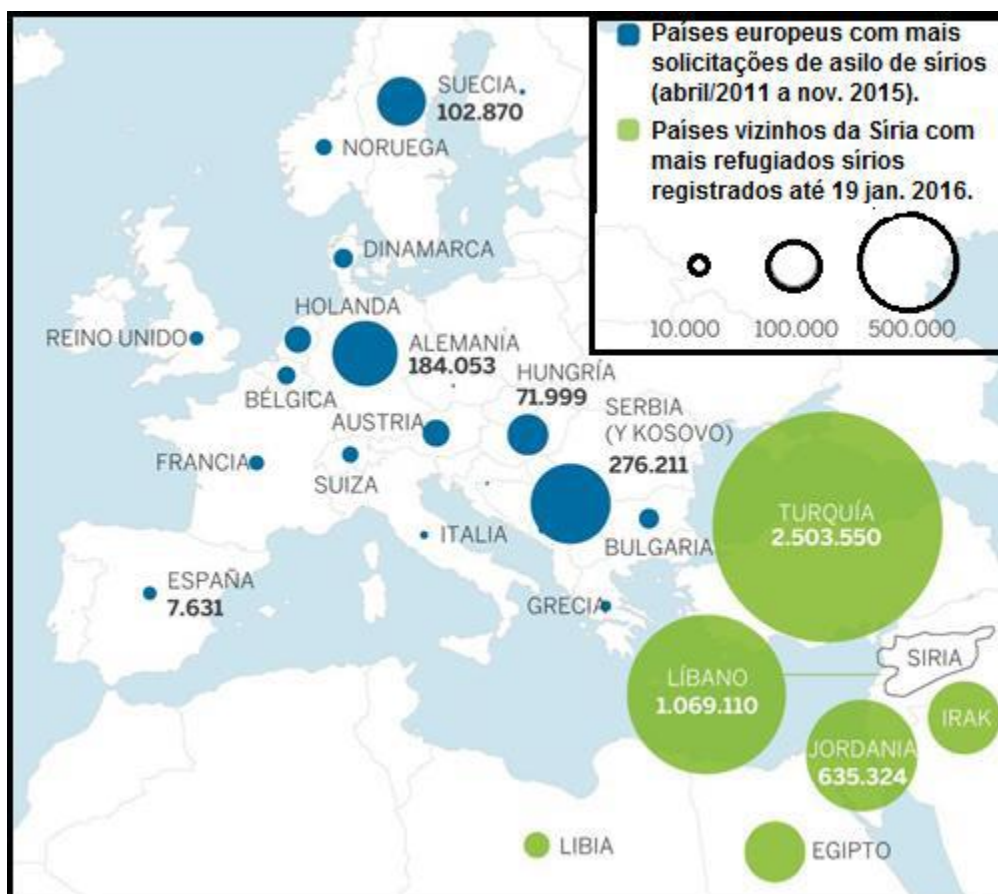 Países europeus com mais
solicitações de asilo de sírios
(abril/2011 a nov. 2015).
Países vizinhos da Síria com
mais refugiados sírios
registrados até 19 jan. 2016.
10.000
100.000
500.000
SUECIA
102.870
NORUEGA
DINAMARCA
HOLANDA
REINO UNIDO
ALEMANÍA
184.053
BÉLGICA
HUNGRÍA
71.999
AUSTRIA
SERBIA
(Y KOSOVO)
276.211
FRANCIA
SUIZA
ITALIA
BULGARIA
TURQUÍA
2.503.550
ESPAÑA
7.631
GRECIA
SIRIA
LÍBANO
1.069.110
IRAK
JORDANIA
635.324
LIBIA
EGIPTO